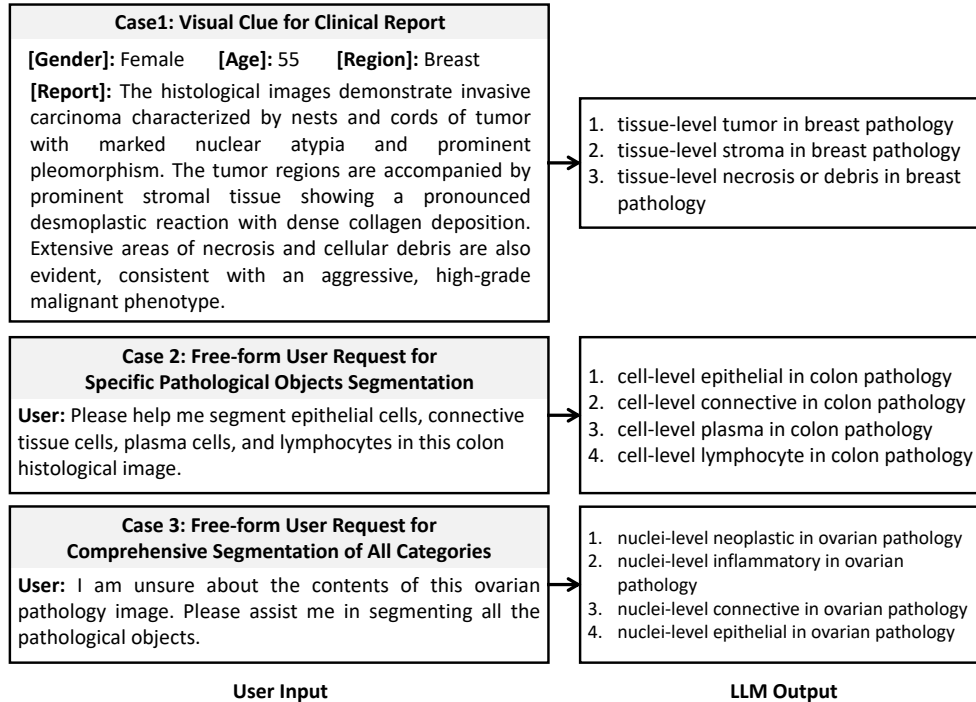 Case1: Visual Clue for Clinical Report
[Gender]: Female [Age]: 55 [Region]: Breast
[Report]: The histological images demonstrate invasive
carcinoma characterized by nests and cords of tumor
with marked nuclear atypia and prominent
pleomorphism. The tumor regions are accompanied by
prominent stromal tissue showing a pronounced
desmoplastic reaction with dense collagen deposition.
Extensive areas of necrosis and cellular debris are also
evident, consistent with an aggressive, high-grade
malignant phenotype.
1. tissue-level tumor in breast pathology
2. tissue-level stroma in breast pathology
3. tissue-level necrosis or debris in breast
pathology
Case 2: Free-form User Request for
Specific Pathological Objects Segmentation
User: Please help me segment epithelial cells, connective
tissue cells, plasma cells, and lymphocytes in this colon
histological image.
1. cell-level epithelial in colon pathology
2. cell-level connective in colon pathology
3. cell-level plasma in colon pathology
4. cell-level lymphocyte in colon pathology
Case 3: Free-form User Request for
Comprehensive Segmentation of All Categories
User: I am unsure about the contents of this ovarian
pathology image. Please assist me in segmenting all the
pathological objects.
1. nuclei-level neoplastic in ovarian pathology
2. nuclei-level inflammatory in ovarian
pathology
3. nuclei-level connective in ovarian pathology
4. nuclei-level epithelial in ovarian pathology
User Input
LLM Output